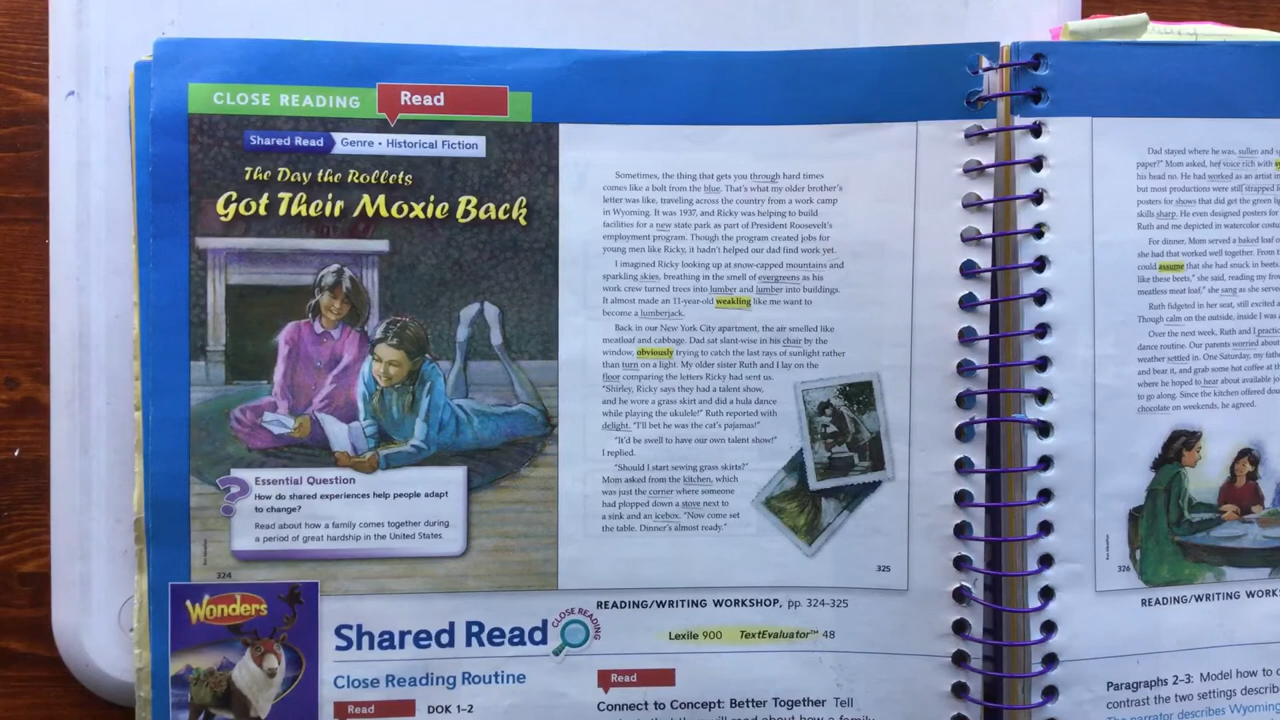 CLOSE READING
Read
Shared Read
Genre • Historical Fiction
The Day the Rollets
Got Their Moxie Back
Essential Question
How do shared experiences help people adapt
to change?
Read about how a family comes together during
a period of great hardship in the United States.
324
Sometimes, the thing that gets you through hard times
comes like a bolt from the blue. That's what my older brother's
letter was like, traveling across the country from a work camp
in Wyoming. It was 1937, and Ricky was helping to build
facilities for a new state park as part of President Roosevelt's
employment program. Though the program created jobs for
young men like Ricky, it hadn't helped our dad find work yet.
I imagined Ricky looking up at snow-capped mountains and
sparkling skies, breathing in the smell of evergreens as his
work crew turned trees into lumber and lumber into buildings.
It almost made an 11-year-old weakling like me want to
become a lumberjack.
Back in our New York City apartment, the air smelled like
meatloaf and cabbage. Dad sat slant-wise in his chair by the
window, obviously trying to catch the last rays of sunlight rather
than turn on a light. My older sister Ruth and I lay on the
floor comparing the letters Ricky had sent us.
"Shirley, Ricky says they had a talent show,
and he wore a grass skirt and did a hula dance
while playing the ukulele!" Ruth reported with
delight. "I'll bet he was the cat's pajamas!"
"It'd be swell to have our own talent show!"
I replied.
"Should I start sewing grass skirts?"
Mom asked from the kitchen, which
was just the corner where someone
had plopped down a stove next to
a sink and an icebox. "Now come set
the table. Dinner's almost ready."
325
READING/WRITING WORKSHOP, pp. 324-325
Wonders
Shared Read
CLOSE READING
Lexile 900 TextEvaluator™ 48
Close Reading Routine
Read
DOK 1-2
Read
Connect to Concept: Better Together Tell
Dad stayed where he was, sullen and
paper?" Mom asked, her voice rich with
his head no. He had worked as an artist in
but most productions were still strapped
posters for shows that did get the green
skills sharp. He even designed posters for
Ruth and me depicted in watercolor
For dinner, Mom served a baked loaf
she had that worked well together. From
could assume that she had snuck in beets.
like these beets," she said, reading my
meatless meat loaf," she sang as she
Ruth fidgeted in her seat, still excited
Though calm on the outside, inside I was
Over the next week, Ruth and I
dance routine. Our parents worried
weather settled in. One Saturday, my
and bear it, and grab some hot coffee at
where he hoped to hear about available
to go along. Since the kitchen offered
chocolate on weekends, he agreed.
326
READING/WRITING
Paragraphs 2–3: Model how to
contrast the two settings
The narrator describes Wyoming